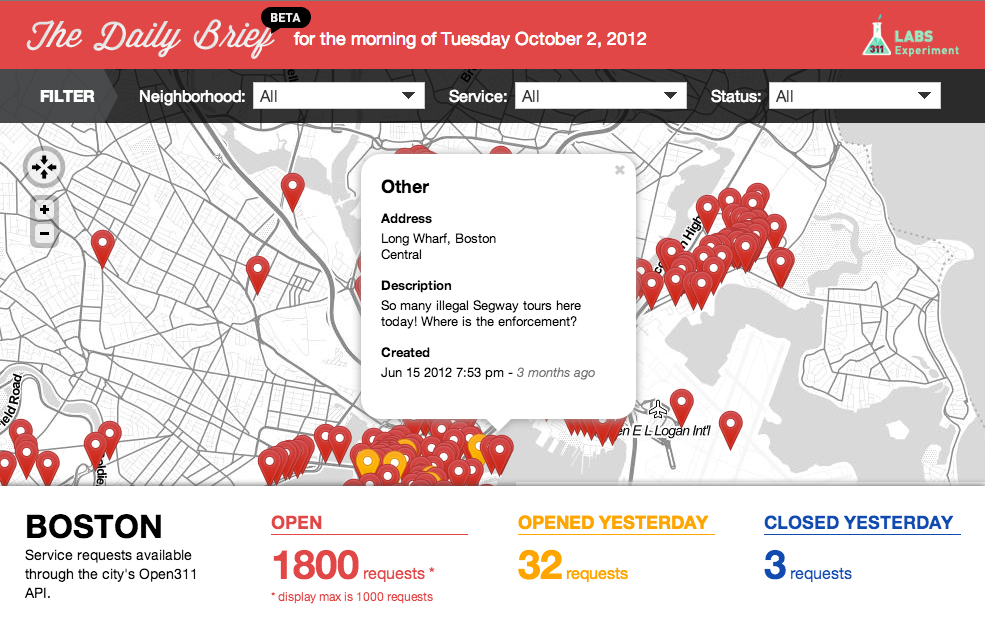 BETA
The Daily Brief for the morning of Tuesday October 2, 2012
311 LABS
Experiment
FILTER Neighborhood: All Service: All Status: All
Other
Address
Long Wharf, Boston
Central
Description
So many illegal Segway tours here
today! Where is the enforcement?
Created
Jun 15 2012 7:53 pm - 3 months ago
High
+
−
ield Road
en E L Logan Int'l
ldie
BOSTON
Service requests available
through the city's Open311
API.
OPEN
1800 requests *
* display max is 1000 requests
OPENED YESTERDAY
32 requests
CLOSED YESTERDAY
3 requests